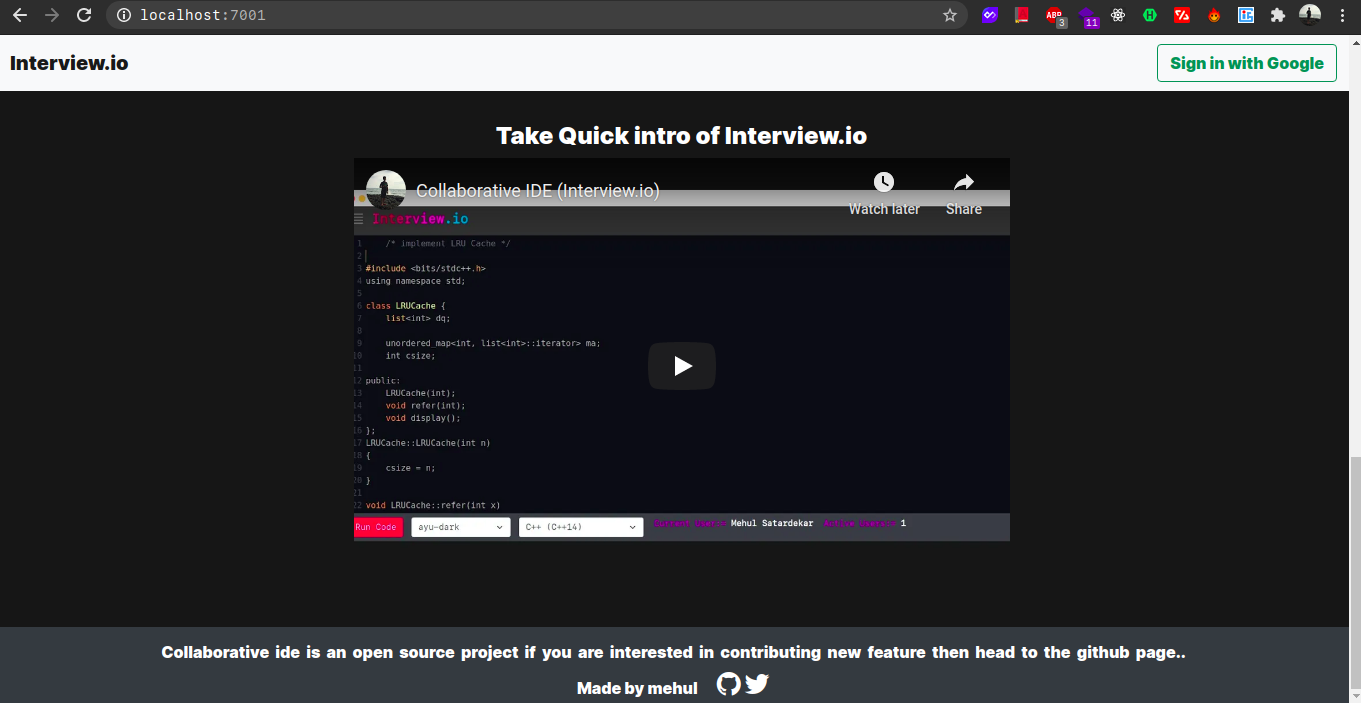 localhost:7001
ABP
3
11
Interview.io
Sign in with Google
Take Quick intro of Interview.io
Collaborative IDE (Interview.io)
Watch later
Share
Interview.io
1 /* implement LRU Cache */
2
3 #include <bits/stdc++.h>
4 using namespace std;
5
6 class LRUCache {
7 list<int> dq;
8
9 unordered_map<int, list<int>::iterator> ma;
10 int csize;
11
12 public:
13 LRUCache(int);
14 void refer(int);
15 void display();
16 };
17 LRUCache::LRUCache(int n)
18 {
19 csize = n;
20 }
21
22 void LRUCache::refer(int x)
Run Code ayu-dark C++ (C++14) Mehul Satardekar 1
Collaborative ide is an open source project if you are interested in contributing new feature then head to the github page..
Made by mehul